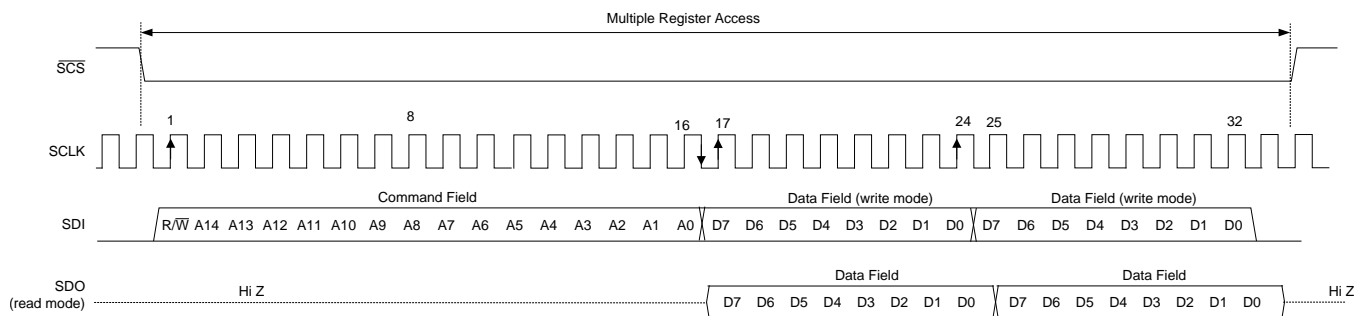 Multiple Register Access
SCS
1 8 16 17 24 25 32
SCLK
Command Field Data Field (write mode) Data Field (write mode)
SDI R/W A14 A13 A12 A11 A10 A9 A8 A7 A6 A5 A4 A3 A2 A1 A0 D7 D6 D5 D4 D3 D2 D1 D0 D7 D6 D5 D4 D3 D2 D1 D0
SDO Data Field Data Field
(read mode) Hi Z D7 D6 D5 D4 D3 D2 D1 D0 D7 D6 D5 D4 D3 D2 D1 D0 Hi Z